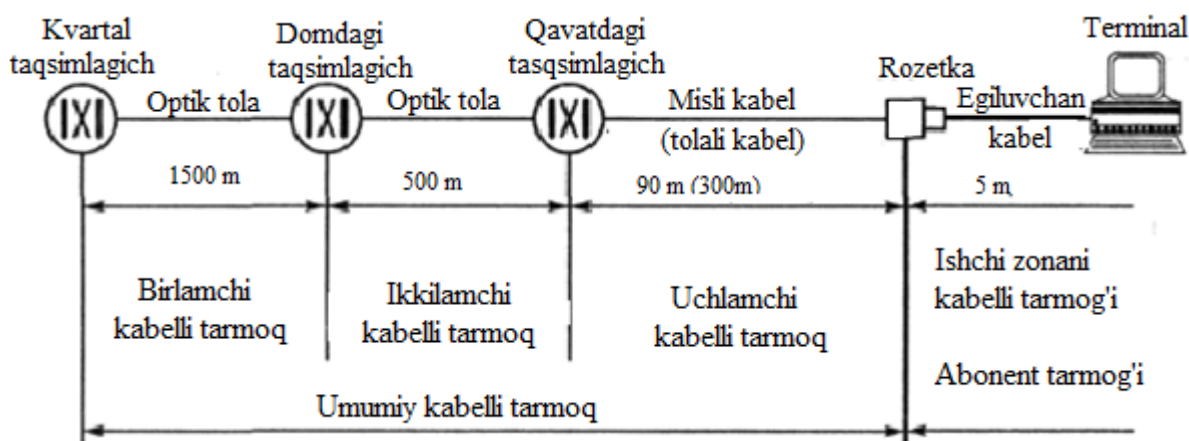 Kvartal
taqsimlagich
Domdagi
taqsimlagich
Qavatdagi
tasqsimlagich
Rozetka
Terminal
Optik tola
Optik tola
Misli kabel
(tolali kabel)
Egiluvchan
kabel
1500 m
500 m
90 m (300m)
5 m,
Birlamchi
kabelli tarmoq
Ikkilamchi
kabelli tarmoq
Uchlamchi
kabelli tarmoq
Ishchi zonani
kabelli tarmog'i
Abonent tarmog'i
Umumiy kabelli tarmoq